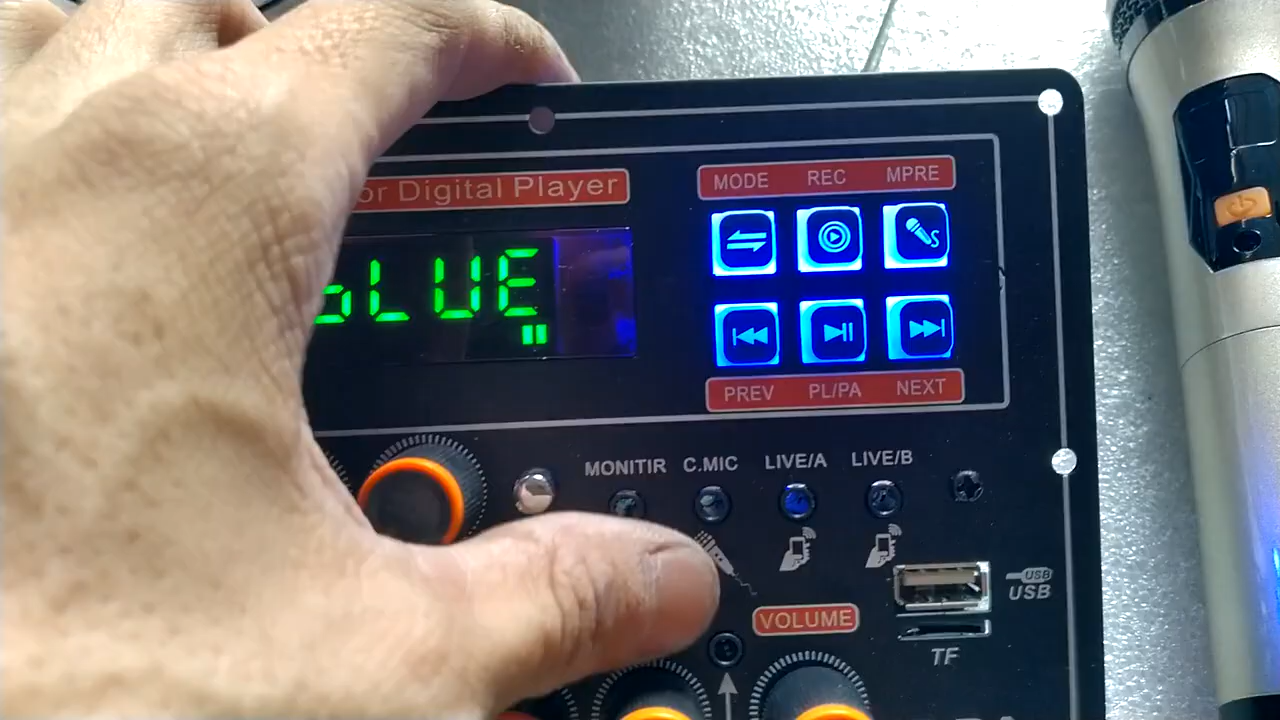 or Digital Player
MODE REC MPRE
bLUE
PREV PL/PA NEXT
MONITIR C.MIC LIVE/A LIVE/B
USB
USB
VOLUME
TF